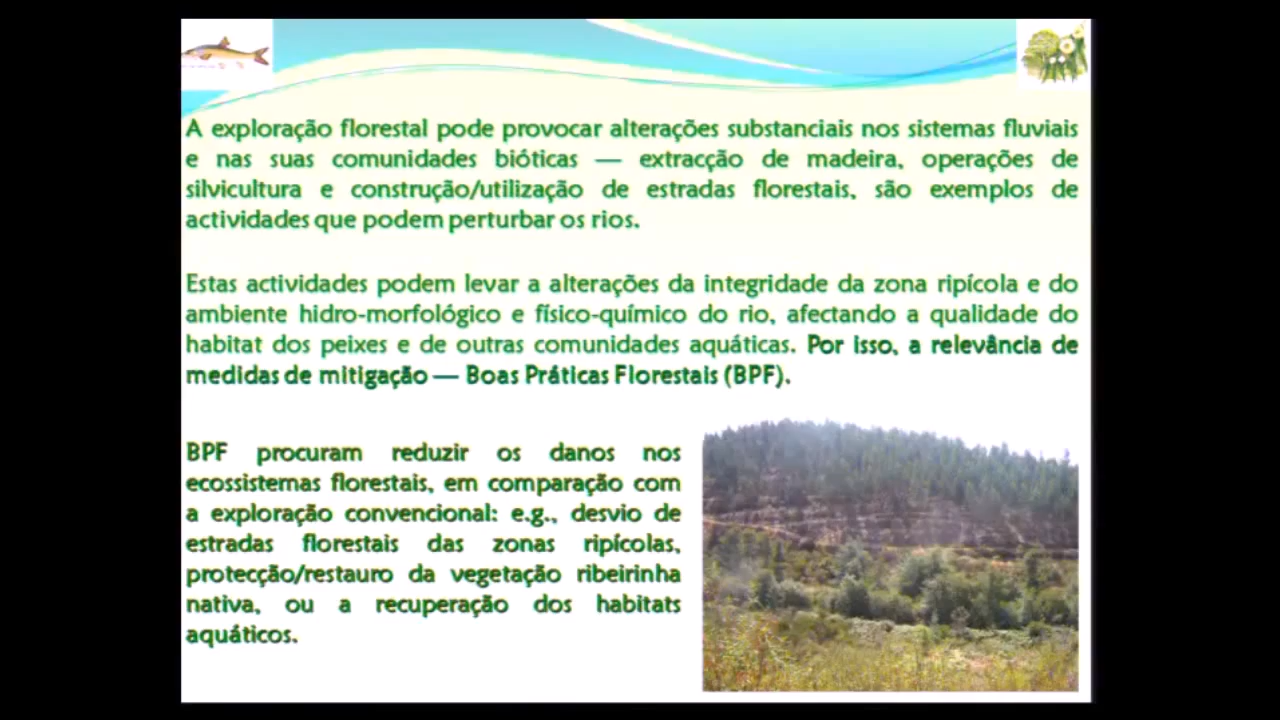 A exploração florestal pode provocar alterações substanciais nos sistemas fluviais
e nas suas comunidades bióticas — extracção de madeira, operações de
silvicultura e construção/utilização de estradas florestais, são exemplos de
actividades que podem perturbar os rios.
Estas actividades podem levar a alterações da integridade da zona ripícola e do
ambiente hidro-morfológico e físico-químico do rio, afectando a qualidade do
habitat dos peixes e de outras comunidades aquáticas. Por isso, a relevância de
medidas de mitigação — Boas Práticas Florestais (BPF).
BPF procuram reduzir os danos nos
ecossistemas florestais, em comparação com
a exploração convencional: e.g., desvio de
estradas florestais das zonas ripícolas,
protecção/restauro da vegetação ribeirinha
nativa, ou a recuperação dos habitats
aquáticos.